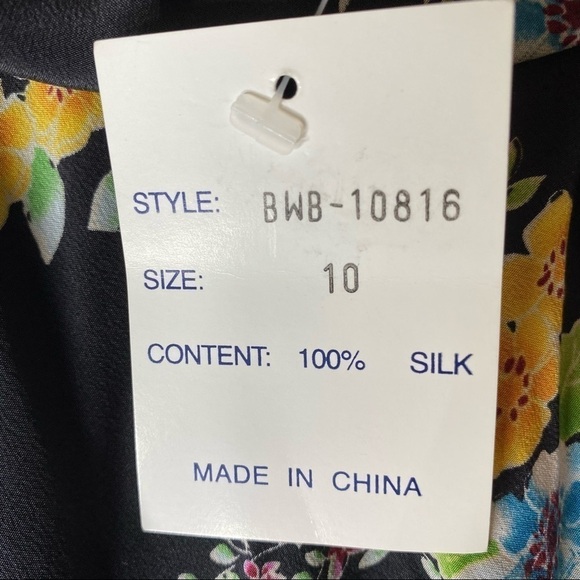 STYLE: BWB-10816
SIZE: 10
CONTENT: 100% SILK
MADE IN CHINA